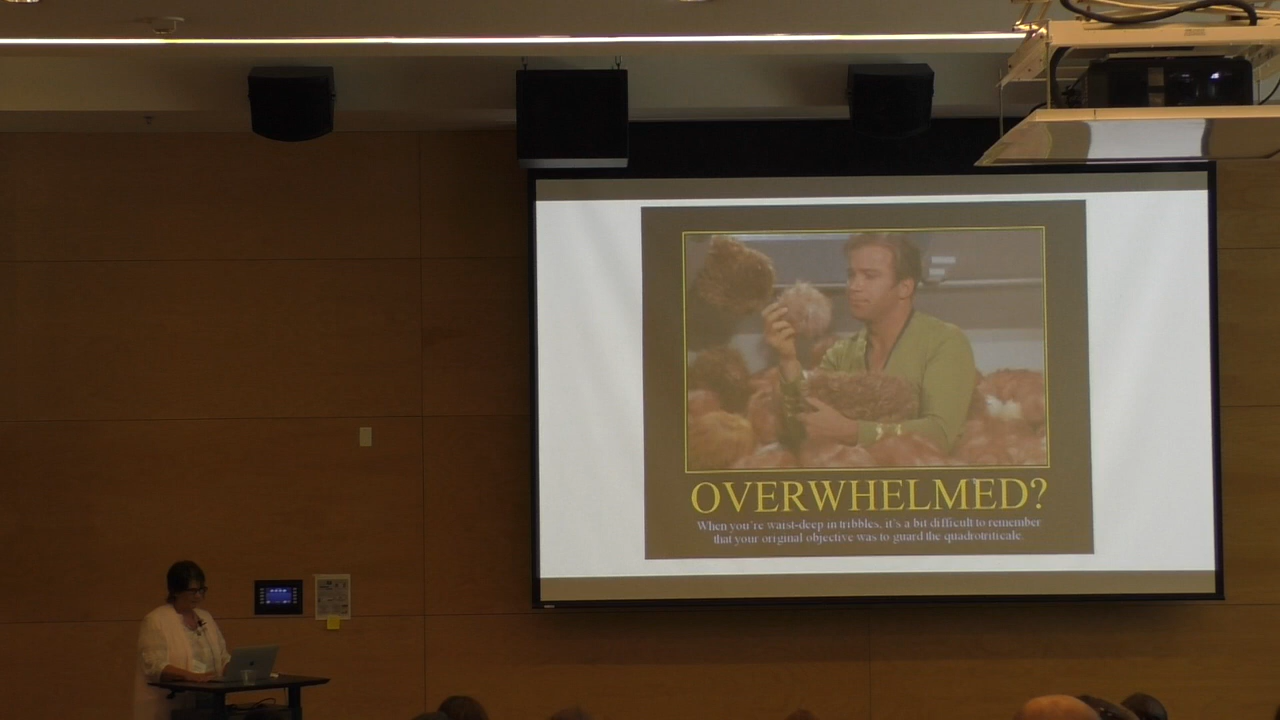 OVERWHELMED?
When you're waist-deep in tribbles, it's a bit difficult to remember
that your original objective was to guard the quadrotriticale.